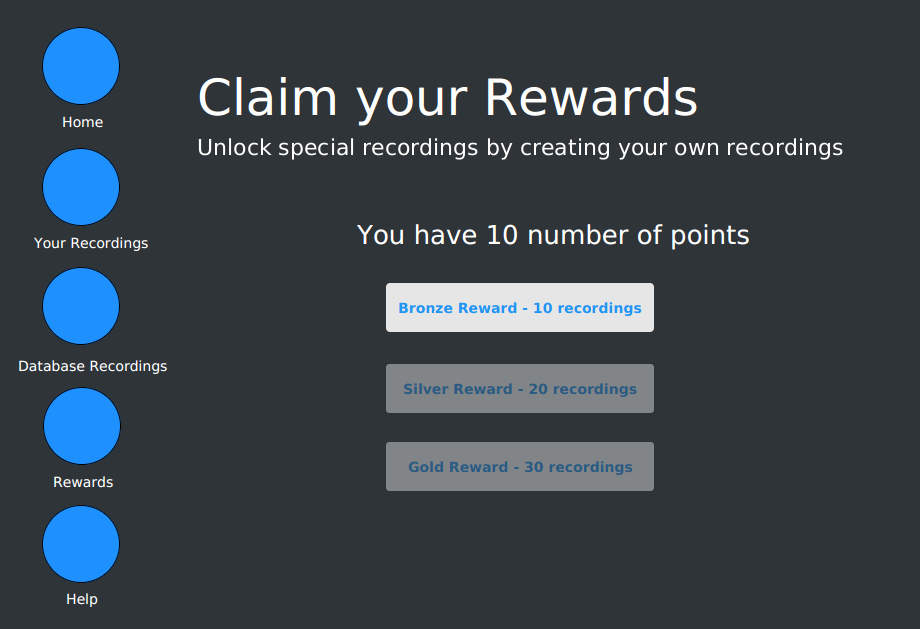 Home
Your Recordings
Database Recordings
Rewards
Help
Claim your Rewards
Unlock special recordings by creating your own recordings
You have 10 number of points
Bronze Reward - 10 recordings
Silver Reward - 20 recordings
Gold Reward - 30 recordings